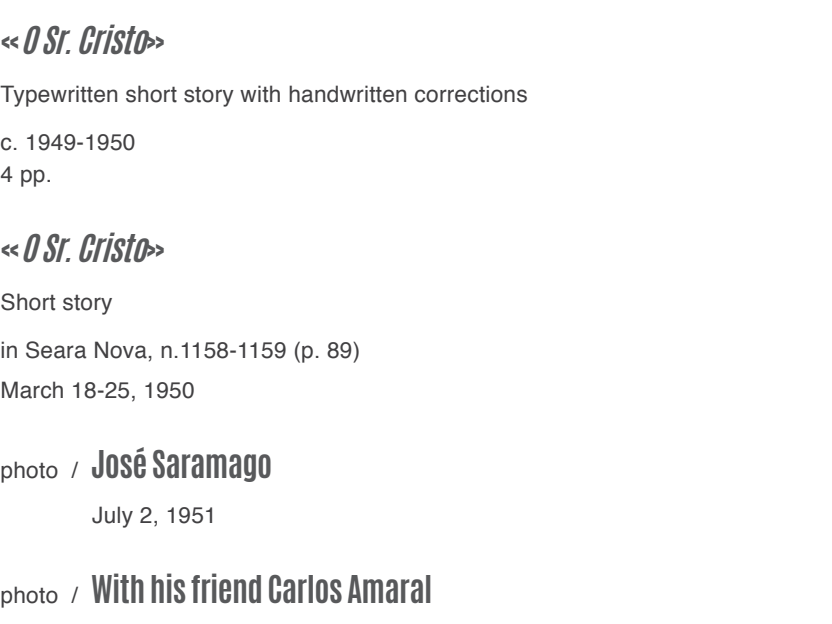 «O Sr. Cristo»
Typewritten short story with handwritten corrections
c. 1949-1950
4 pp.
«O Sr. Cristo»
Short story
in Seara Nova, n.1158-1159 (p. 89)
March 18-25, 1950
photo / José Saramago
July 2, 1951
photo / With his friend Carlos Amaral